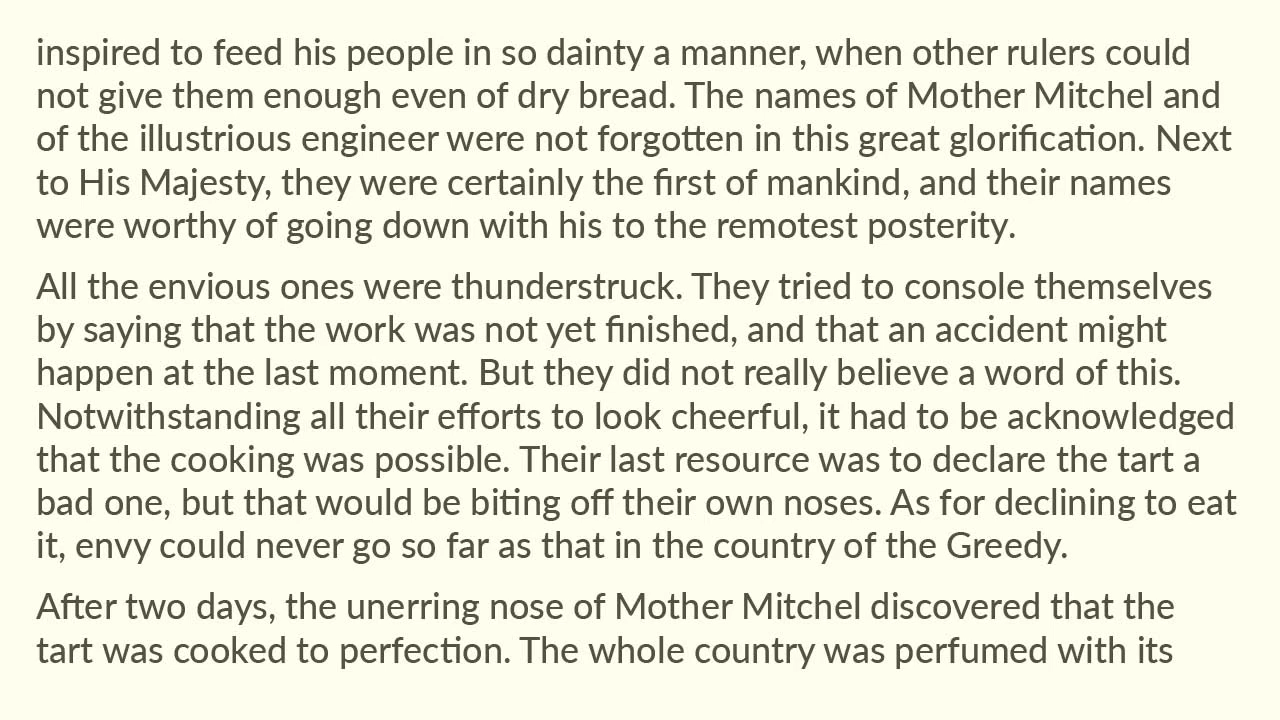 inspired to feed his people in so dainty a manner, when other rulers could
not give them enough even of dry bread. The names of Mother Mitchel and
of the illustrious engineer were not forgotten in this great glorification. Next
to His Majesty, they were certainly the first of mankind, and their names
were worthy of going down with his to the remotest posterity.
All the envious ones were thunderstruck. They tried to console themselves
by saying that the work was not yet finished, and that an accident might
happen at the last moment. But they did not really believe a word of this.
Notwithstanding all their efforts to look cheerful, it had to be acknowledged
that the cooking was possible. Their last resource was to declare the tart a
bad one, but that would be biting off their own noses. As for declining to eat
it, envy could never go so far as that in the country of the Greedy.
After two days, the unerring nose of Mother Mitchel discovered that the
tart was cooked to perfection. The whole country was perfumed with its